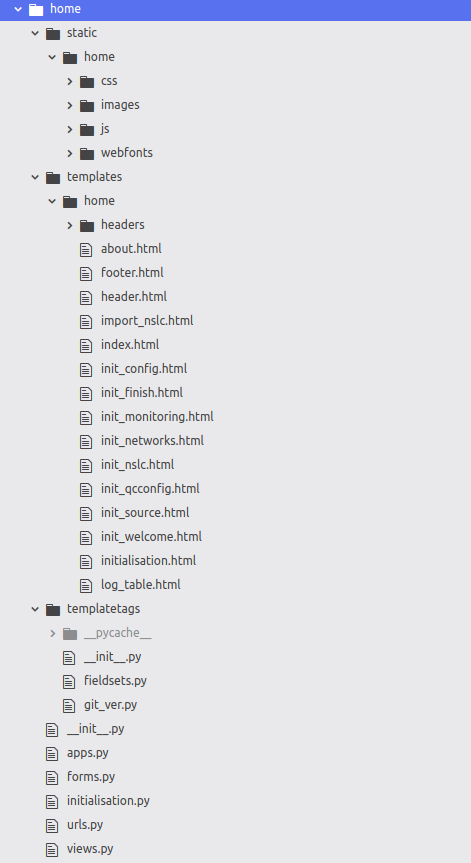 home
static
home
css
images
js
webfonts
templates
home
headers
about.html
footer.html
header.html
import_nslc.html
index.html
init_config.html
init_finish.html
init_monitoring.html
init_networks.html
init_nslc.html
init_qcconfig.html
init_source.html
init_welcome.html
initialisation.html
log_table.html
templatetags
__pycache__
__init__.py
fieldsets.py
git_ver.py
__init__.py
apps.py
forms.py
initialisation.py
urls.py
views.py